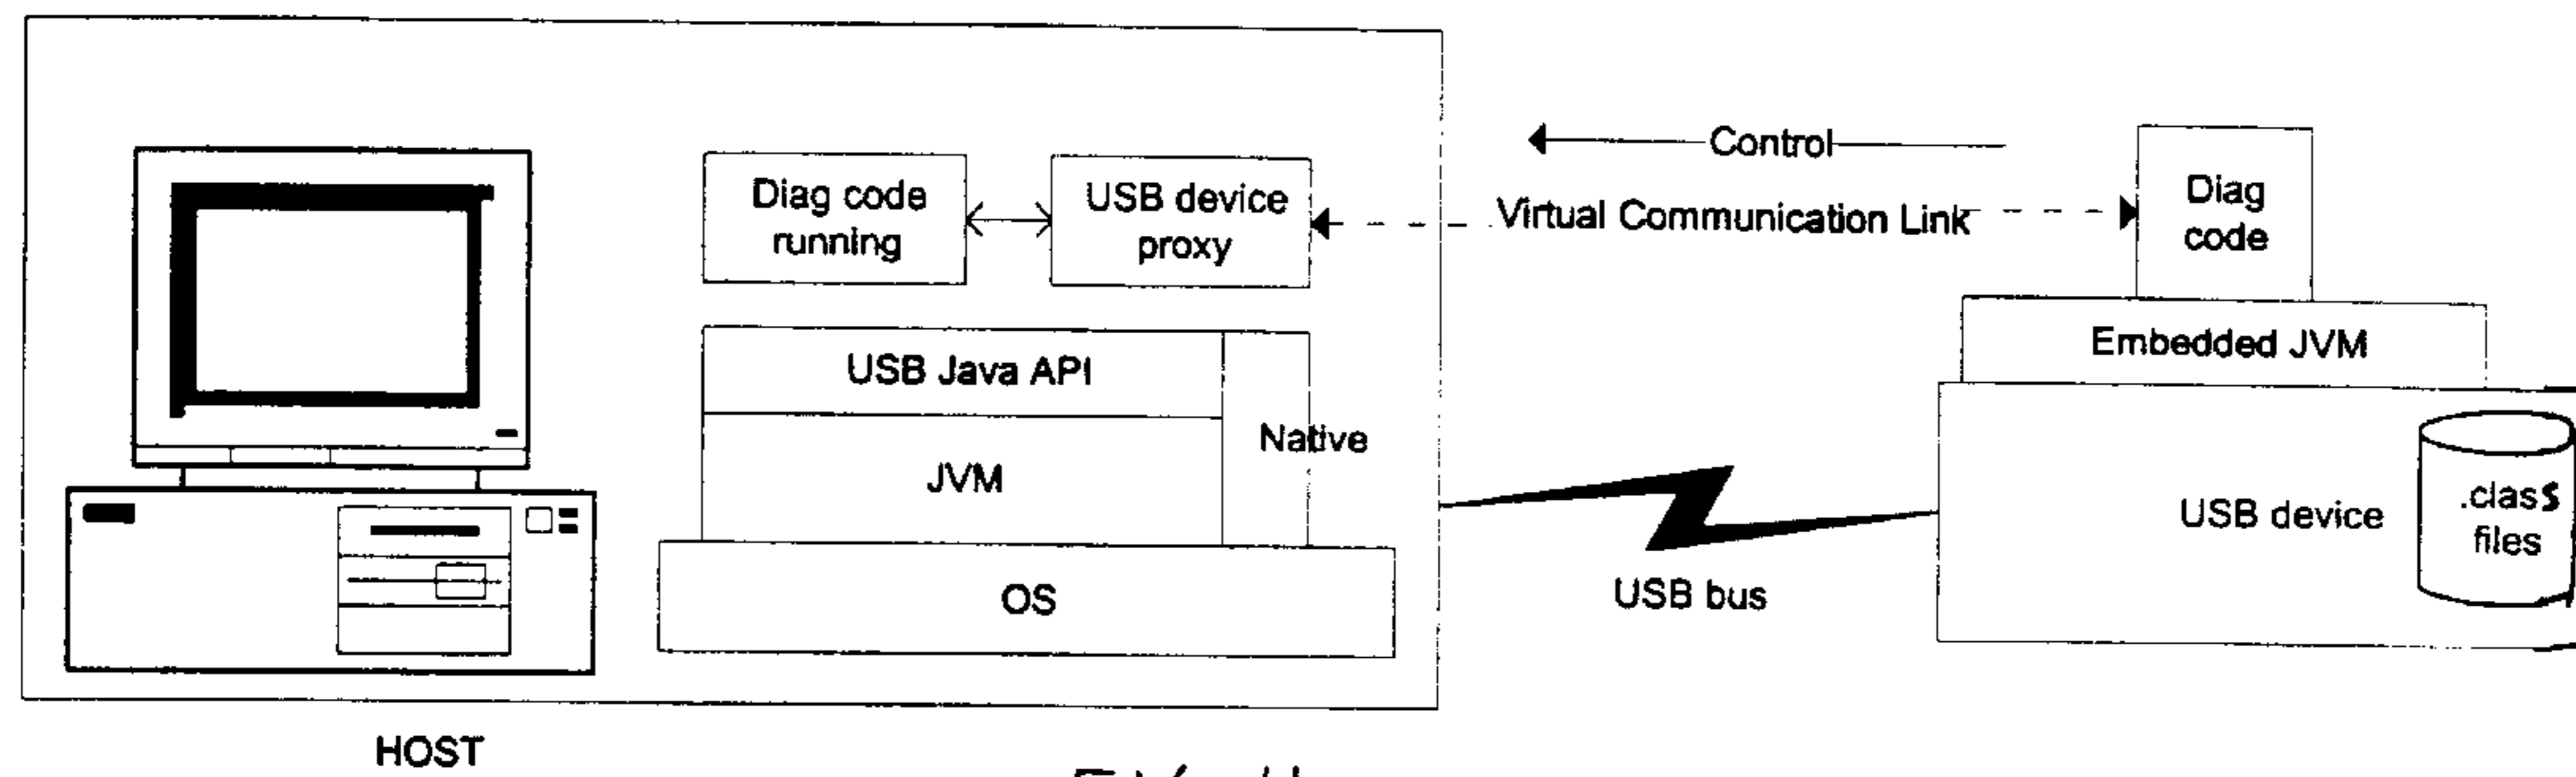 Control
Diag code
running
USB device
proxy
Virtual Communication Link
Diag
code
USB Java API
Native
JVM
OS
Embedded JVM
USB device
.class
files
USB bus
HOST